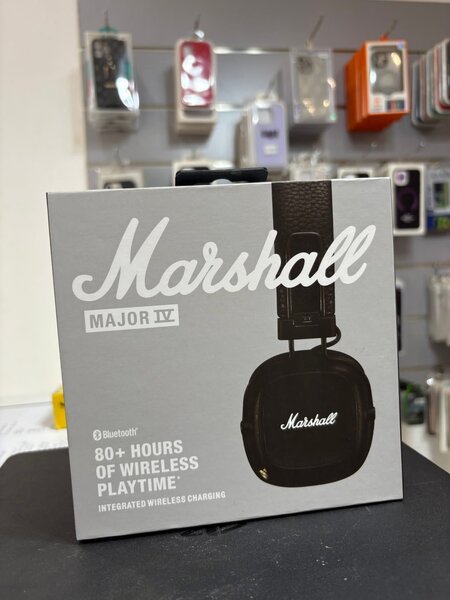 Marshall
MAJOR IV
Marshall
Bluetooth®
80+ HOURS
OF WIRELESS
PLAYTIME*
INTEGRATED WIRELESS CHARGING